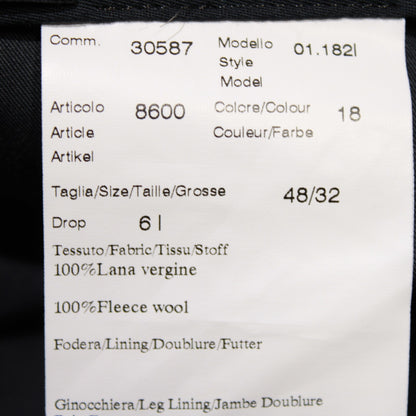 Comm. 30587 Modello 01.182I
Style
Model
Articolo 8600 Colore/Colour 18
Article Couleur/Farbe
Artikel
Taglia/Size/Taille/Grosse 48/32
Drop 6 I
Tessuto/Fabric/Tissu/Stoff
100%Lana vergine
100%Fleece wool
Fodera/Lining/Doublure/Futter
Ginocchiera/Leg Lining/Jambe Doublure